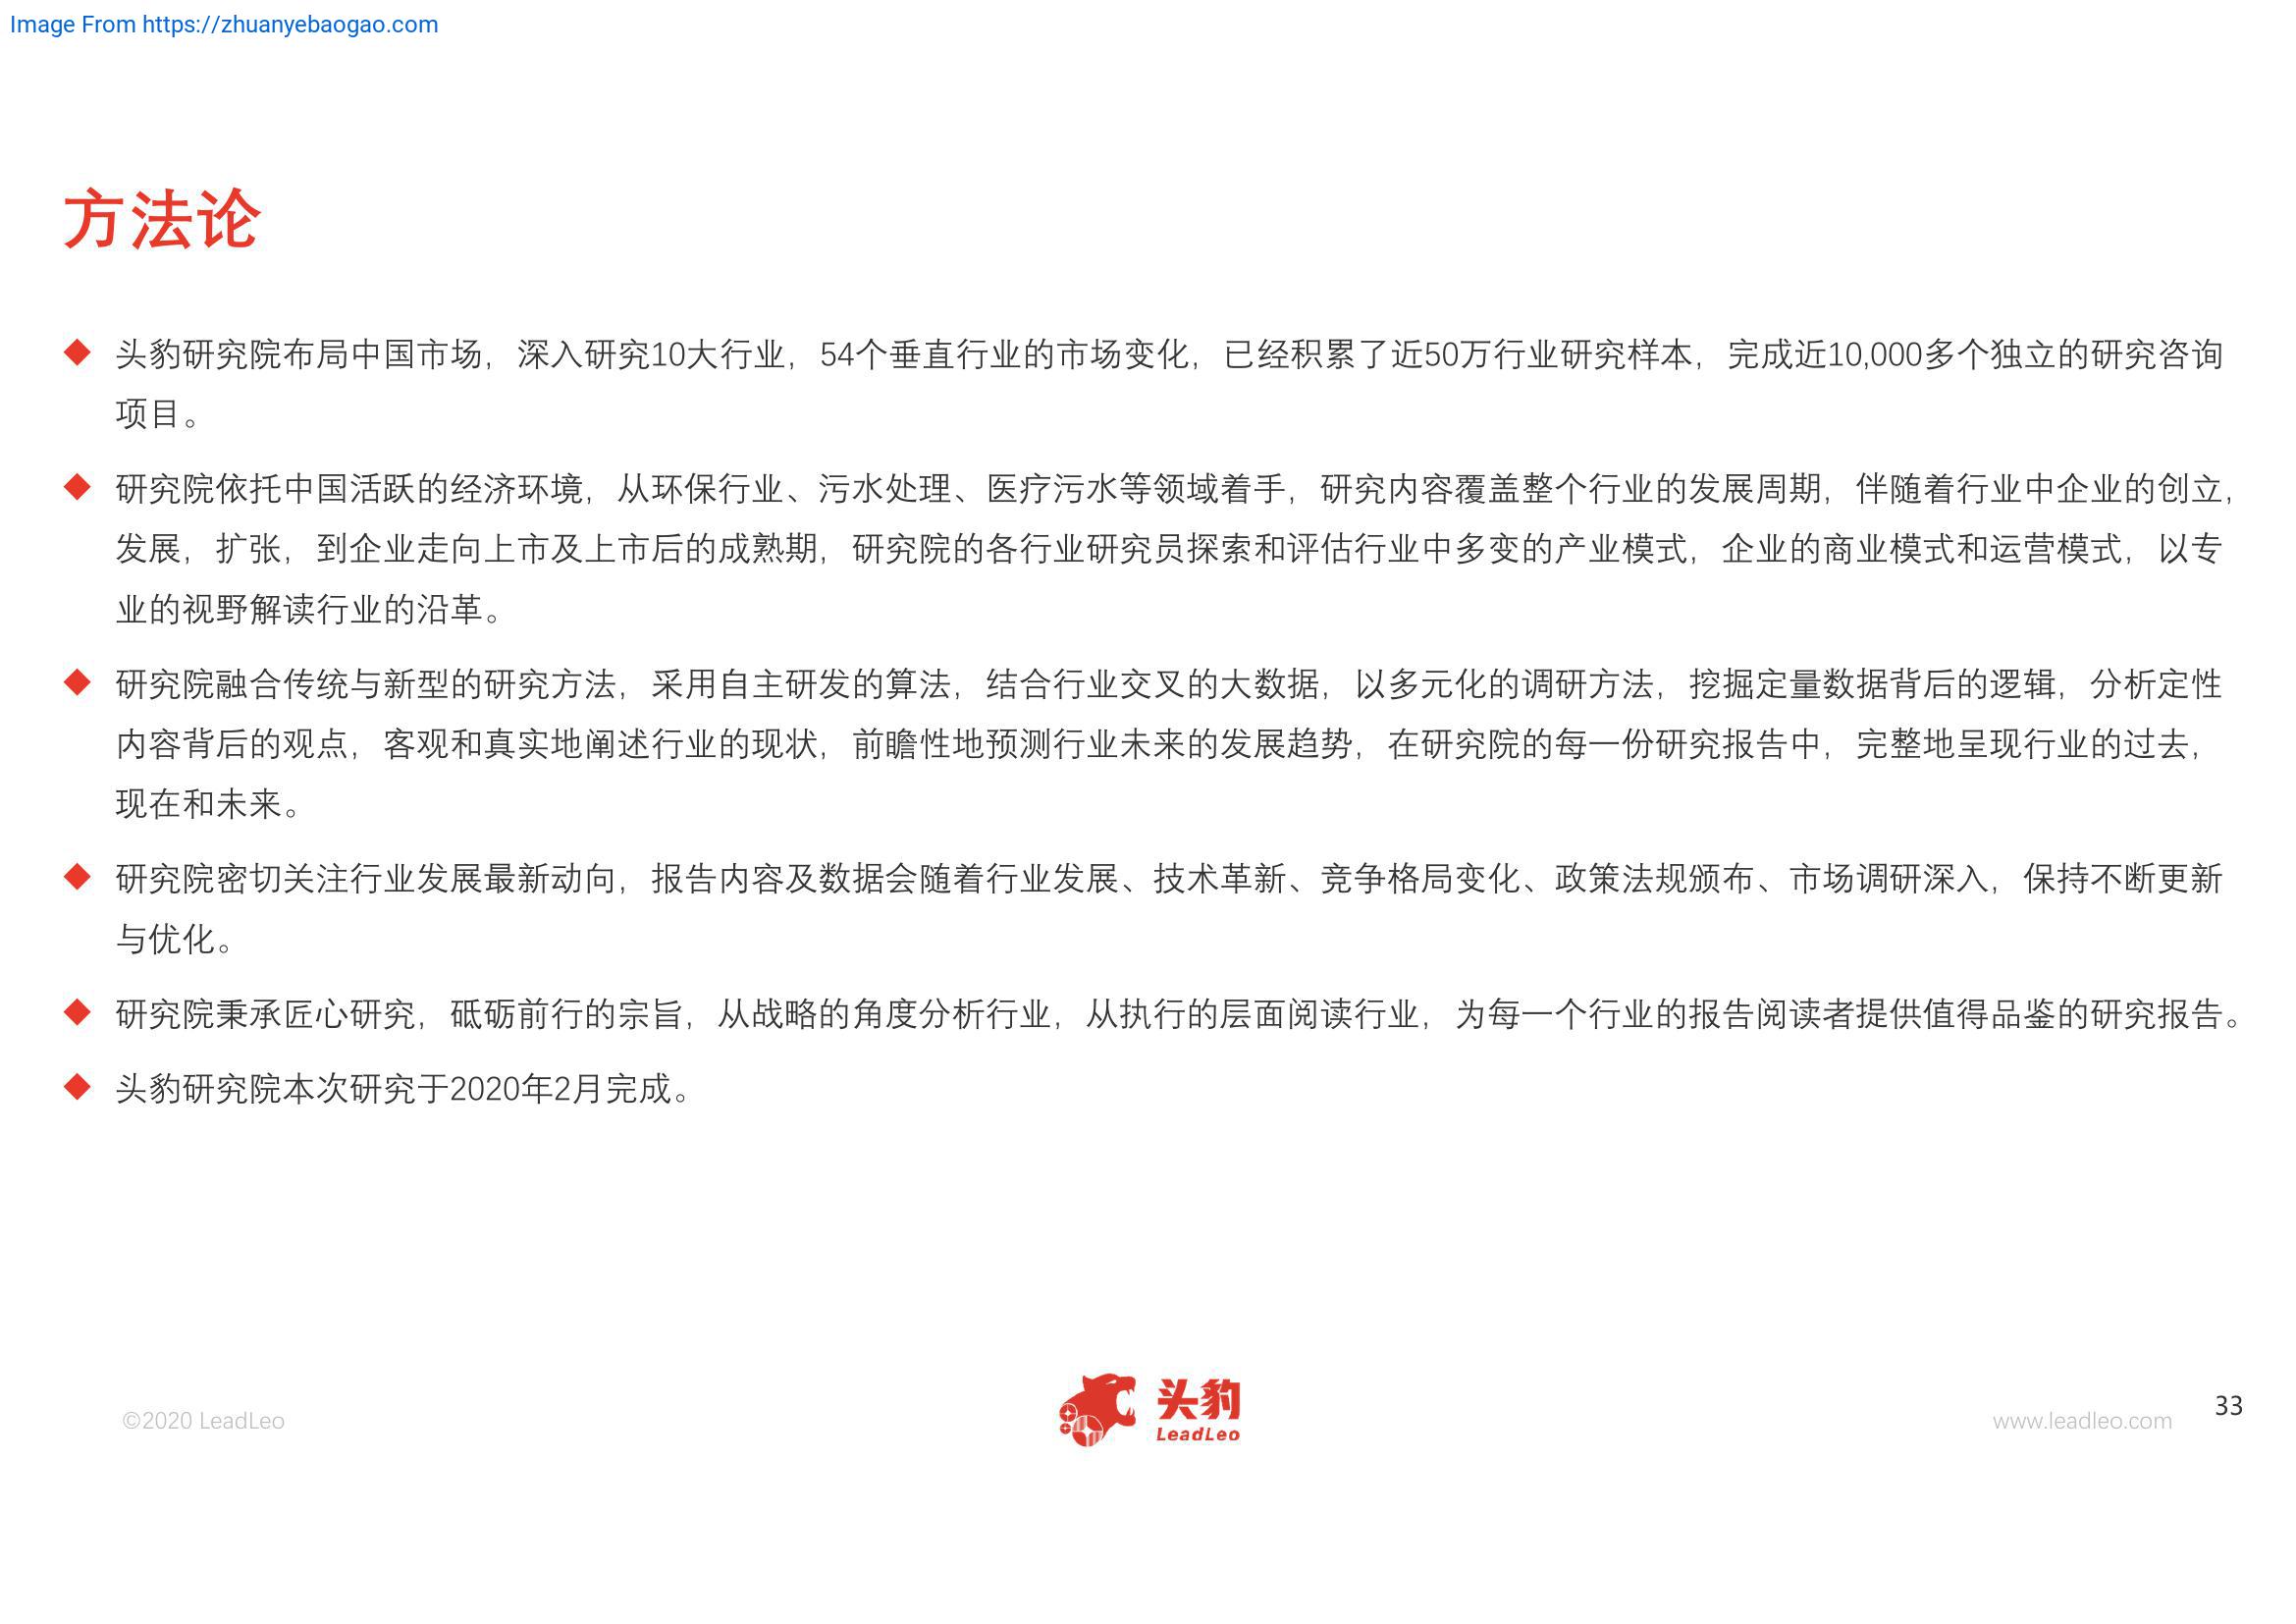 Image From https://zhuanyebaogao.com
方法论
头豹研究院布局中国市场，深入研究10大行业，54个垂直行业的市场变化，已经积累了近50万行业研究样本，完成近10,000多个独立的研究咨询
项目。
研究院依托中国活跃的经济环境，从环保行业、污水处理、医疗污水等领域着手，研究内容覆盖整个行业的发展周期，伴随着行业中企业的创立，
发展，扩张，到企业走向上市及上市后的成熟期，研究院的各行业研究员探索和评估行业中多变的产业模式，企业的商业模式和运营模式，以专
业的视野解读行业的沿革。
研究院融合传统与新型的研究方法，采用自主研发的算法，结合行业交叉的大数据，以多元化的调研方法，挖掘定量数据背后的逻辑，分析定性
内容背后的观点，客观和真实地阐述行业的现状，前瞻性地预测行业未来的发展趋势，在研究院的每一份研究报告中，完整地呈现行业的过去，
现在和未来。
研究院密切关注行业发展最新动向，报告内容及数据会随着行业发展、技术革新、竞争格局变化、政策法规颁布、市场调研深入，保持不断更新
与优化。
研究院秉承匠心研究，砥砺前行的宗旨，从战略的角度分析行业，从执行的层面阅读行业，为每一个行业的报告阅读者提供值得品鉴的研究报告。
头豹研究院本次研究于2020年2月完成。
©2020 LeadLeo
头豹
LeadLeo
www.leadleo.com
33